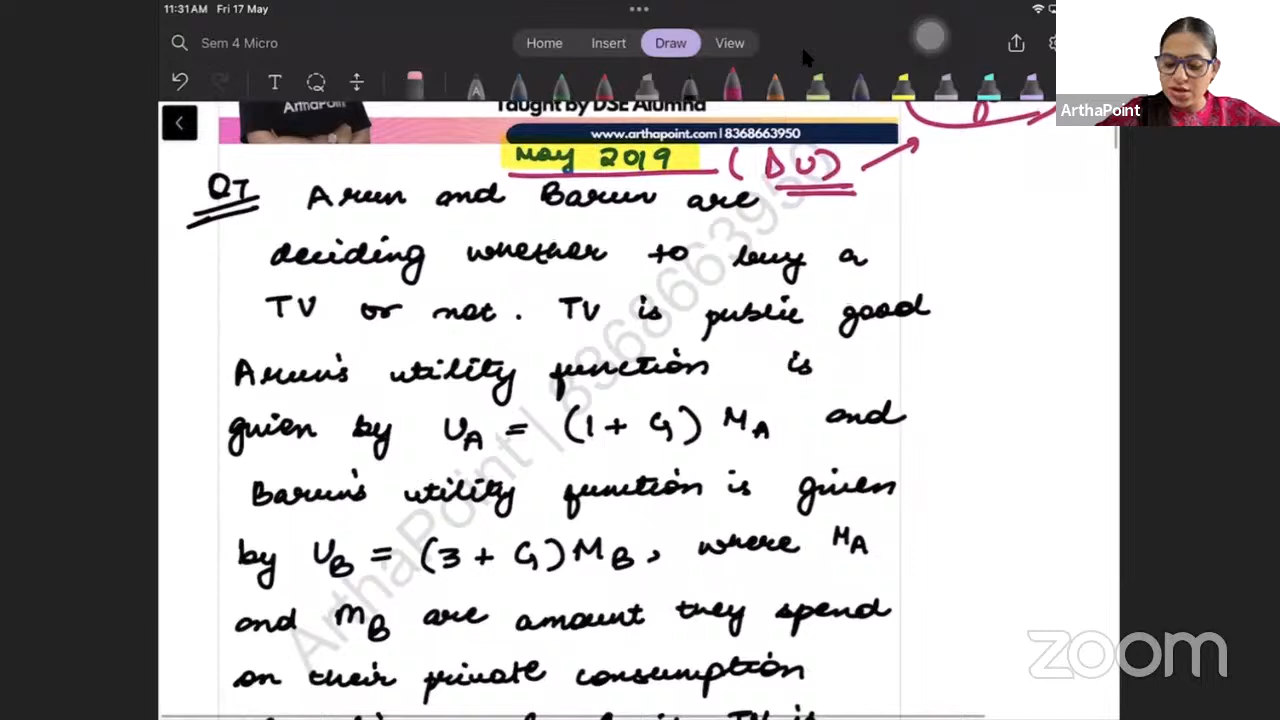 11:31AM Fri 17 May
Sem 4 Micro
Home Insert Draw View
ArthaPoint
ArthaPoint
Taught by DSE Alumna
www.arthapoint.com | 8368663950
May 2019 (DU)
Q7 Arun and Barun are
deciding whether to buy a
TV or not. TV is public good
Arun's utility function is
given by UA = (1 + G) MA and
Barun's utility function is given
by UB = (3 + G) MB, where MA
and MB are amount they spend
on their private consumption
ArthaPoint | 8368663950
zoom